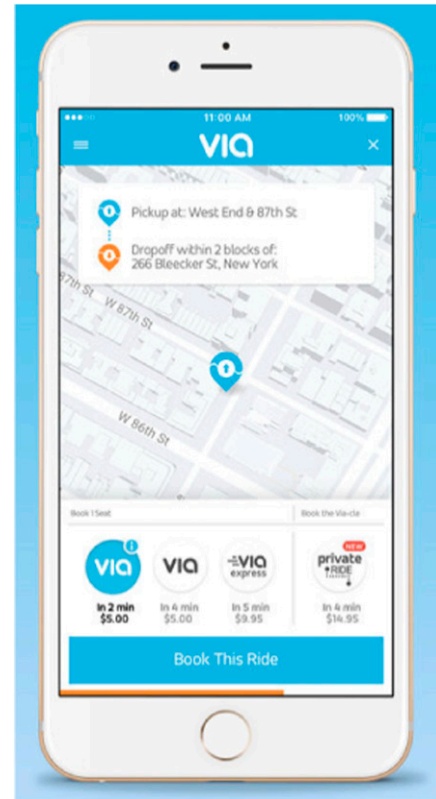 11:00 AM
100%
VIA
Pickup at: West End & 87th St
Dropoff within 2 blocks of:
266 Bleecker St, New York
87th St
W 87th St
W 86th St
Book 1 Seat
Book the Via-cle
VIA
VIA
VIA
express
NEW
private
RIDE
In 2 min
$5.00
In 4 min
$5.00
In 5 min
$9.95
In 4 min
$14.95
Book This Ride